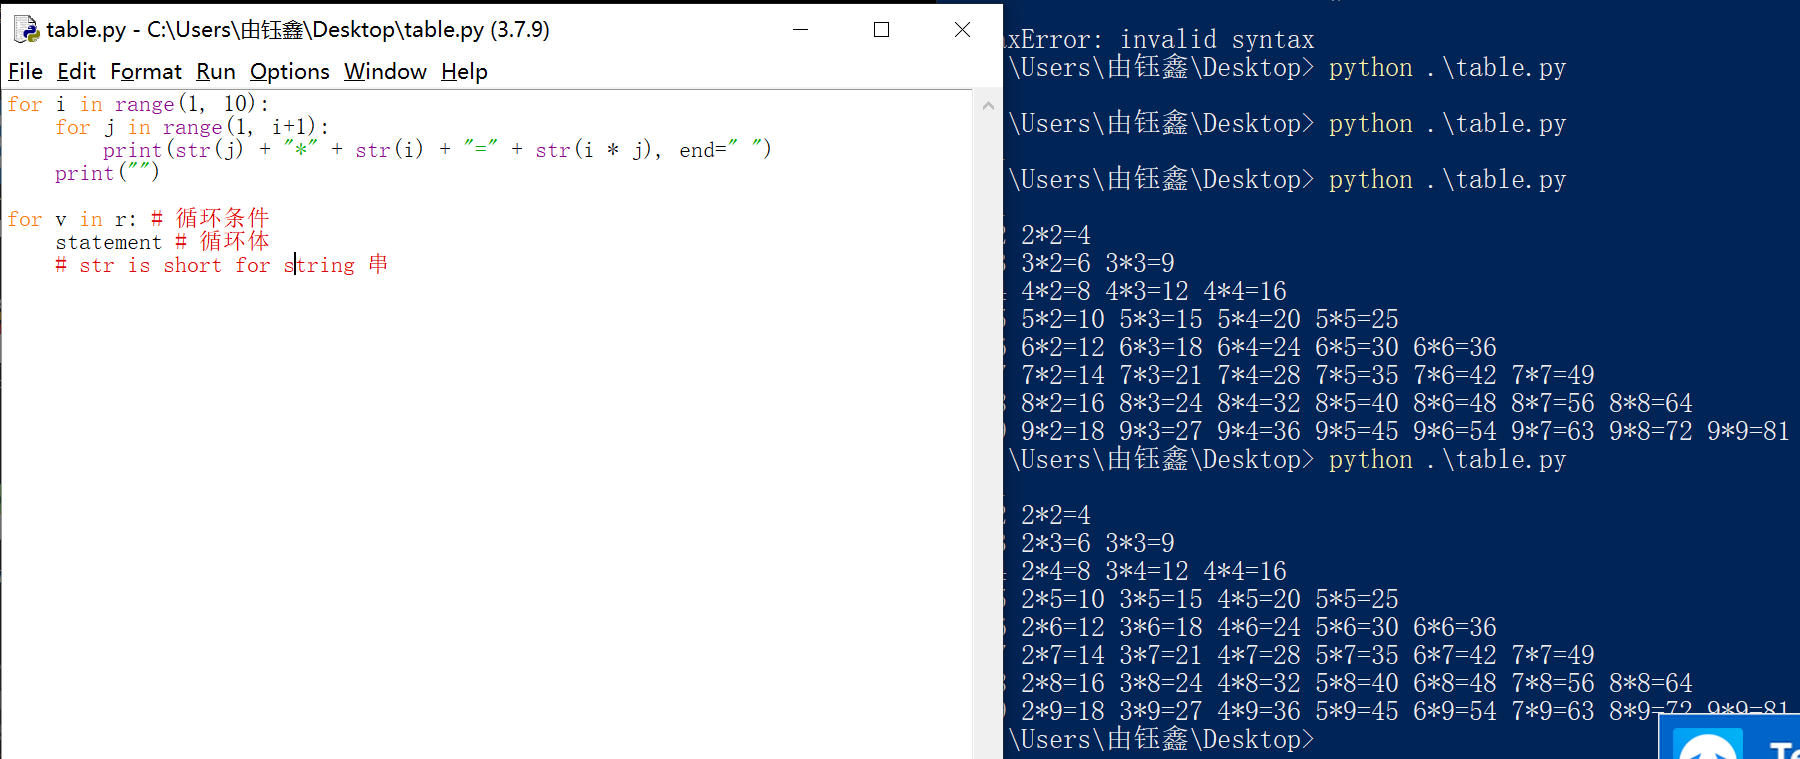 table.py - C:\Users\由钰鑫\Desktop\table.py (3.7.9)
File Edit Format Run Options Window Help
for i in range(1, 10):
    for j in range(1, i+1):
        print(str(j) + "*" + str(i) + "=" + str(i * j), end=" ")
    print("")
for v in r: # 循环条件
    statement # 循环体
    # str is short for string 串
xError: invalid syntax
\Users\由钰鑫\Desktop> python .\table.py
\Users\由钰鑫\Desktop> python .\table.py
\Users\由钰鑫\Desktop> python .\table.py
2*2=4
3*2=6 3*3=9
4*2=8 4*3=12 4*4=16
5*2=10 5*3=15 5*4=20 5*5=25
6*2=12 6*3=18 6*4=24 6*5=30 6*6=36
7*2=14 7*3=21 7*4=28 7*5=35 7*6=42 7*7=49
8*2=16 8*3=24 8*4=32 8*5=40 8*6=48 8*7=56 8*8=64
9*2=18 9*3=27 9*4=36 9*5=45 9*6=54 9*7=63 9*8=72 9*9=81
\Users\由钰鑫\Desktop> python .\table.py
2*2=4
2*3=6 3*3=9
2*4=8 3*4=12 4*4=16
2*5=10 3*5=15 4*5=20 5*5=25
2*6=12 3*6=18 4*6=24 5*6=30 6*6=36
2*7=14 3*7=21 4*7=28 5*7=35 6*7=42 7*7=49
2*8=16 3*8=24 4*8=32 5*8=40 6*8=48 7*8=56 8*8=64
2*9=18 3*9=27 4*9=36 5*9=45 6*9=54 7*9=63 8*9=72 9*9=81
\Users\由钰鑫\Desktop>